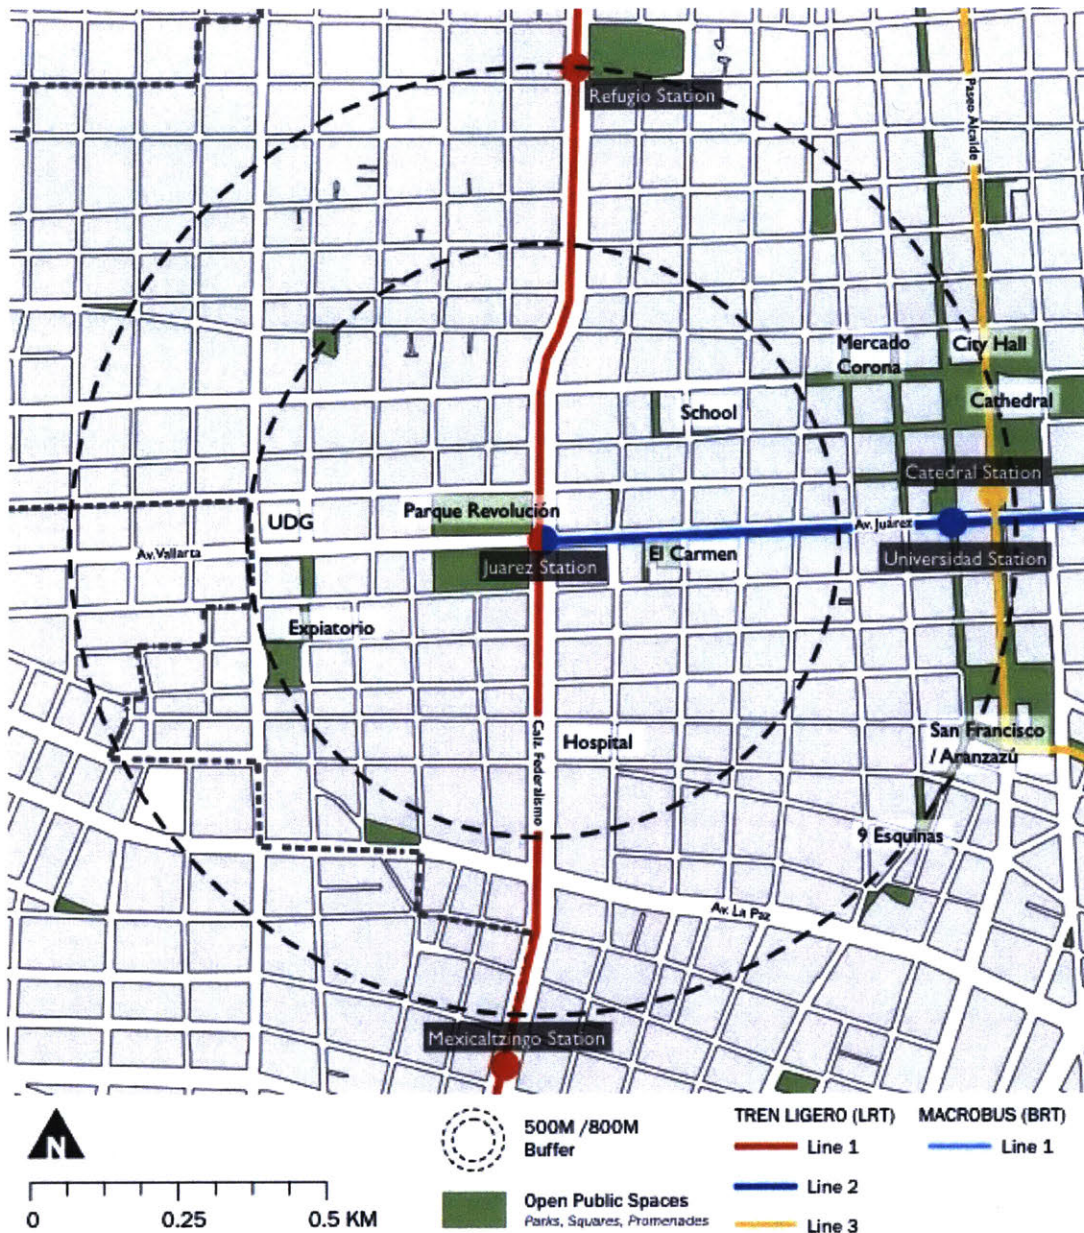 Refugio Station
Paseo Alcalde
Mercado
Corona
City Hall
Cathedral
School
Catedral Station
Parque Revolución
UDG
Av. Juárez
Av. Vallarta
Juarez Station
El Carmen
Universidad Station
Expiatorio
Calz. Federalismo
Hospital
San Francisco
/ Aranzazú
9 Esquinas
Av. La Paz
Mexicaltzingo Station
N
0 0.25 0.5 KM
500M /800M
Buffer
Open Public Spaces
Parks, Squares, Promenades
TREN LIGERO (LRT)
Line 1
Line 2
Line 3
MACROBUS (BRT)
Line 1